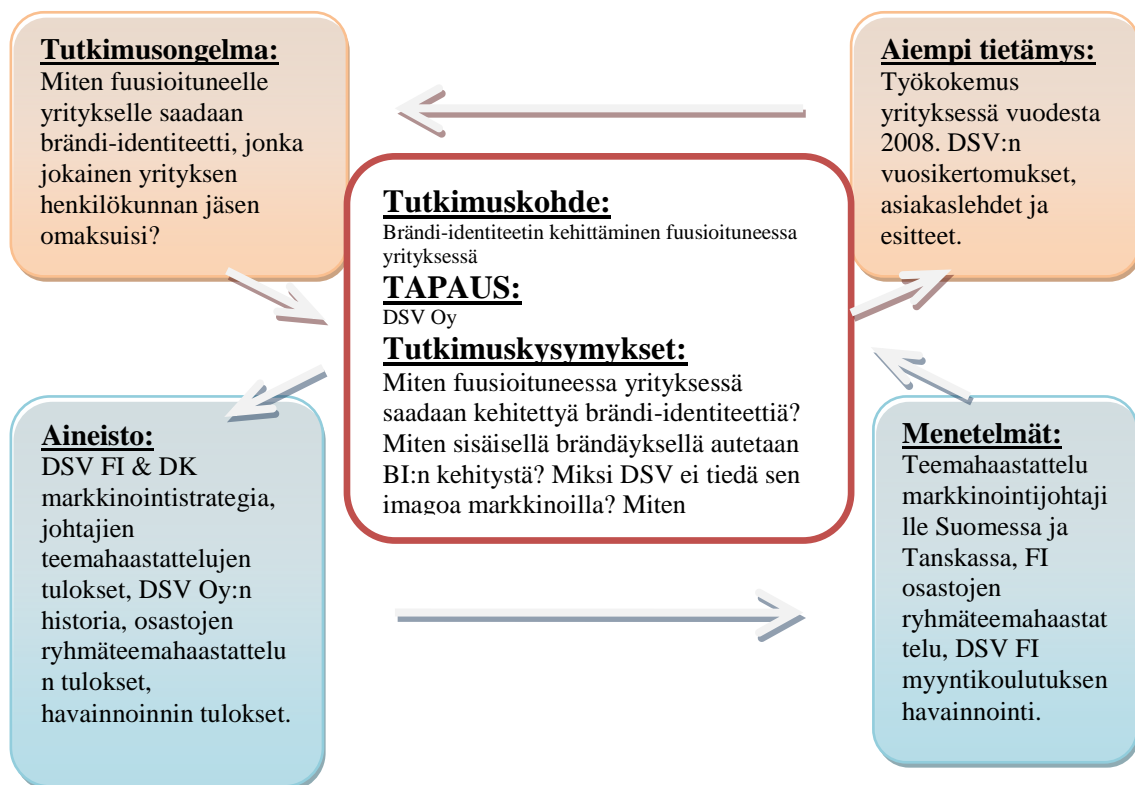 Tutkimusongelma:
Miten fuusioituneelle
yritykselle saadaan
brändi-identiteetti, jonka
jokainen yrityksen
henkilökunnan jäsen
omaksuisi?
Aiempi tietämys:
Työkokemus
yrityksessä vuodesta
2008. DSV:n
vuosikertomukset,
asiakaslehdet ja
esitteet.
Tutkimuskohde:
Brändi-identiteetin kehittäminen fuusioituneessa
yrityksessä
TAPAUS:
DSV Oy
Tutkimuskysymykset:
Miten fuusioituneessa yrityksessä
saadaan kehitettyä brändi-identiteettiä?
Miten sisäisellä brändäyksellä autetaan
BI:n kehitystä? Miksi DSV ei tiedä sen
imagoa markkinoilla? Miten
Aineisto:
DSV FI & DK
markkinointistrategia,
johtajien
teemahaastattelujen
tulokset, DSV Oy:n
historia, osastojen
ryhmäteemahaastattelu
n tulokset,
havainnoinnin tulokset.
Menetelmät:
Teemahaastattelu
markkinointijohtaji
lle Suomessa ja
Tanskassa, FI
osastojen
ryhmäteemahaastat
telu, DSV FI
myyntikoulutuksen
havainnointi.